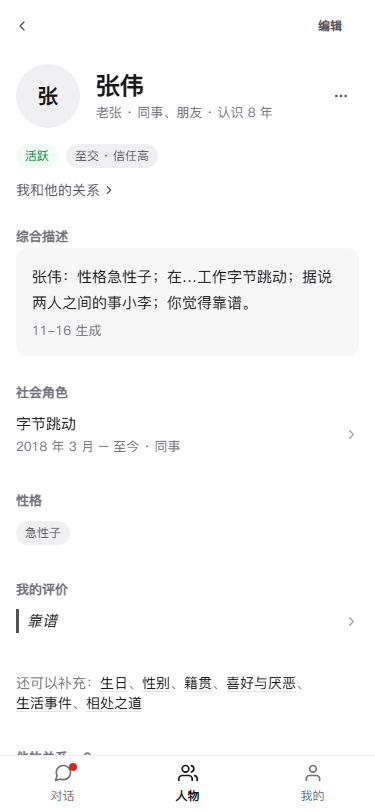 编辑
张
张伟
老张 · 同事、朋友 · 认识 8 年
活跃
至交 · 信任高
我和他的关系
综合描述
张伟：性格急性子；在…工作字节跳动；据说
两人之间的事小李；你觉得靠谱。
11-16 生成
社会角色
字节跳动
2018 年 3 月 — 至今 · 同事
性格
急性子
我的评价
靠谱
还可以补充：生日、性别、籍贯、喜好与厌恶、
生活事件、相处之道
对话
人物
我的